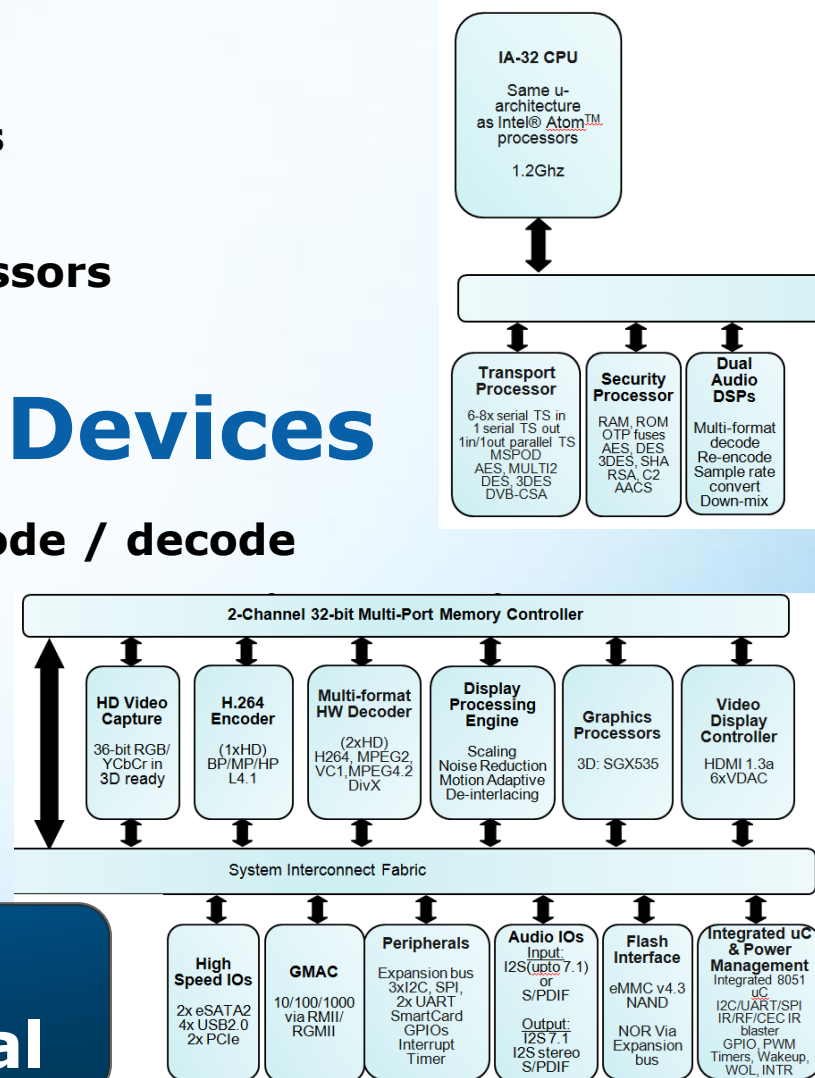 IA-32 CPU
Same u-
architecture
as Intel® Atom™
processors
1.2Ghz
s
ssors
Devices
ode / decode
Transport
Processor
6-8x serial TS in
1 serial TS out
1in/1out parallel TS
MSPOD
AES, MULTI2
DES, 3DES
DVB-CSA
Security
Processor
RAM, ROM
OTP fuses
AES, DES
3DES, SHA
RSA, C2
AACS
Dual
Audio
DSPs
Multi-format
decode
Re-encode
Sample rate
convert
Down-mix
2-Channel 32-bit Multi-Port Memory Controller
HD Video
Capture
36-bit RGB/
YCbCr in
3D ready
H.264
Encoder
(1xHD)
BP/MP/HP
L4.1
Multi-format
HW Decoder
(2xHD)
H264, MPEG2,
VC1,MPEG4.2
DivX
Display
Processing
Engine
Scaling
Noise Reduction
Motion Adaptive
De-interlacing
Graphics
Processors
3D: SGX535
Video
Display
Controller
HDMI 1.3a
6xVDAC
System Interconnect Fabric
High
Speed IOs
2x eSATA2
4x USB2.0
2x PCIe
GMAC
10/100/1000
via RMII/
RGMII
Peripherals
Expansion bus
3xI2C, SPI,
2x UART
SmartCard
GPIOs
Interrupt
Timer
Audio IOs
Input:
I2S(upto 7.1)
or
S/PDIF
Output:
I2S 7.1
I2S stereo
S/PDIF
Flash
Interface
eMMC v4.3
NAND
NOR Via
Expansion
bus
Integrated uC
& Power
Management
Integrated 8051
uC
I2C/UART/SPI
IR/RF/CEC IR
blaster
GPIO, PWM
Timers, Wakeup,
WOL, INTR
al